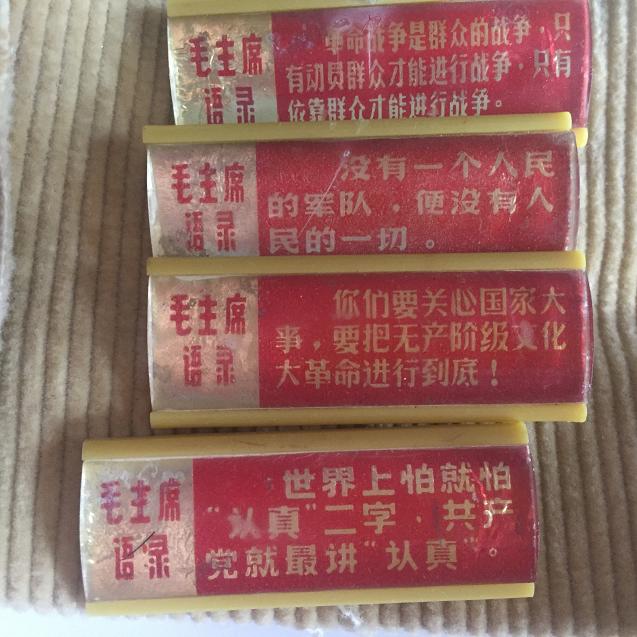 毛主席
语录
革命战争是群众的战争,只
有动员群众才能进行战争,只有
依靠群众才能进行战争。
毛主席
语录
没有一个人民
的军队,便没有人
民的一切。
毛主席
语录
你们要关心国家大
事,要把无产阶级文化
大革命进行到底!
毛主席
语录
世界上怕就怕
“认真”二字,共产
党就最讲“认真”。